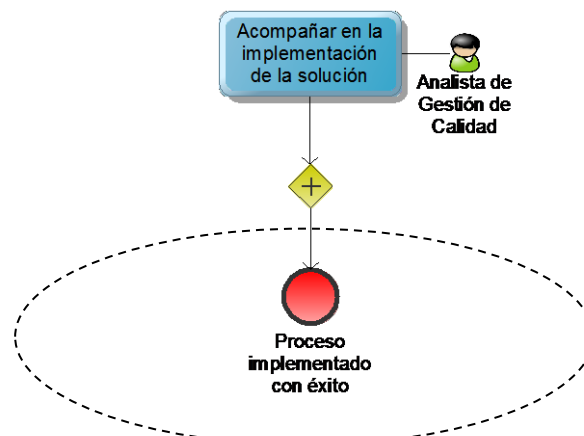 Acompañar en la
implementación
de la solución
Analista de
Gestión de
Calidad
Proceso
implementado
con éxito